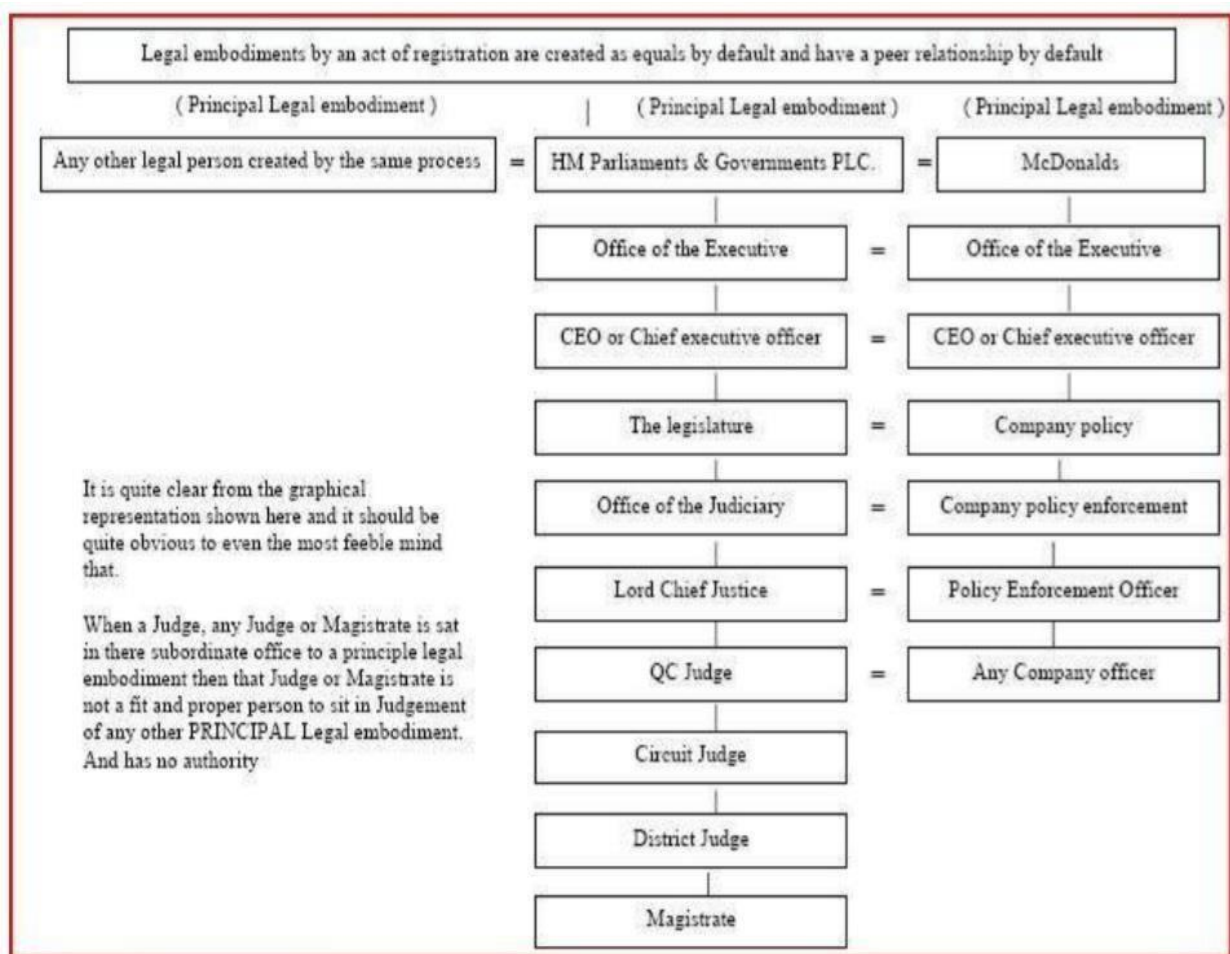 Legal embodiments by an act of registration are created as equals by default and have a peer relationship by default
( Principal Legal embodiment )
( Principal Legal embodiment )
( Principal Legal embodiment )
Any other legal person created by the same process
=
HM Parliaments & Governments PLC.
=
McDonalds
Office of the Executive
=
Office of the Executive
CEO or Chief executive officer
=
CEO or Chief executive officer
The legislature
=
Company policy
Office of the Judiciary
=
Company policy enforcement
Lord Chief Justice
=
Policy Enforcement Officer
QC Judge
=
Any Company officer
Circuit Judge
District Judge
Magistrate
It is quite clear from the graphical
representation shown here and it should be
quite obvious to even the most feeble mind
that.
When a Judge, any Judge or Magistrate is sat
in there subordinate office to a principle legal
embodiment then that Judge or Magistrate is
not a fit and proper person to sit in Judgement
of any other PRINCIPAL Legal embodiment.
And has no authority